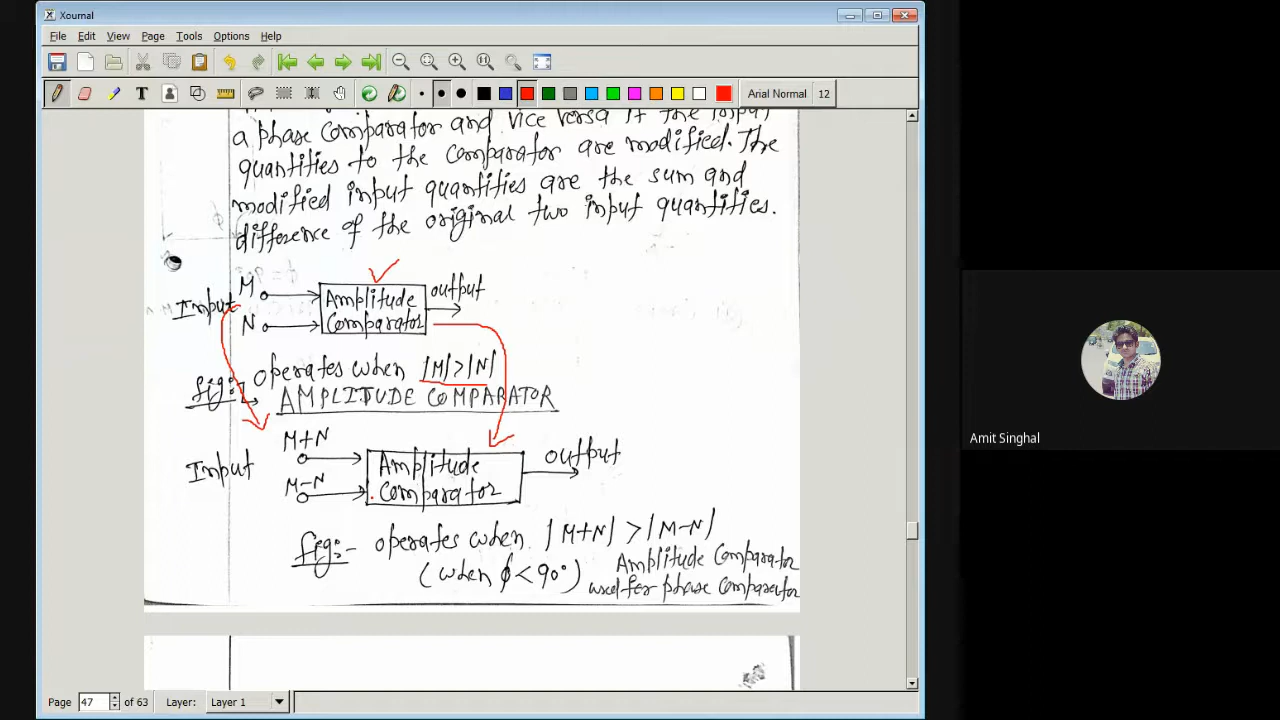 Xournal
File Edit View Page Tools Options Help
Arial Normal 12
a phase comparator and vice versa if the input
quantities to the comparator are modified. The
modified input quantities are the sum and
difference of the original two input quantities.
Input M N
Amplitude
Comparator
output
operates when |M|>|N|
fig:-
AMPLITUDE COMPARATOR
Input M+N M-N
Amplitude
Comparator
output
fig:- operates when |M+N| > |M-N|
(when ϕ < 90°)
Amplitude Comparator
used for phase comparator
Amit Singhal
Page 47 of 63 Layer: Layer 1